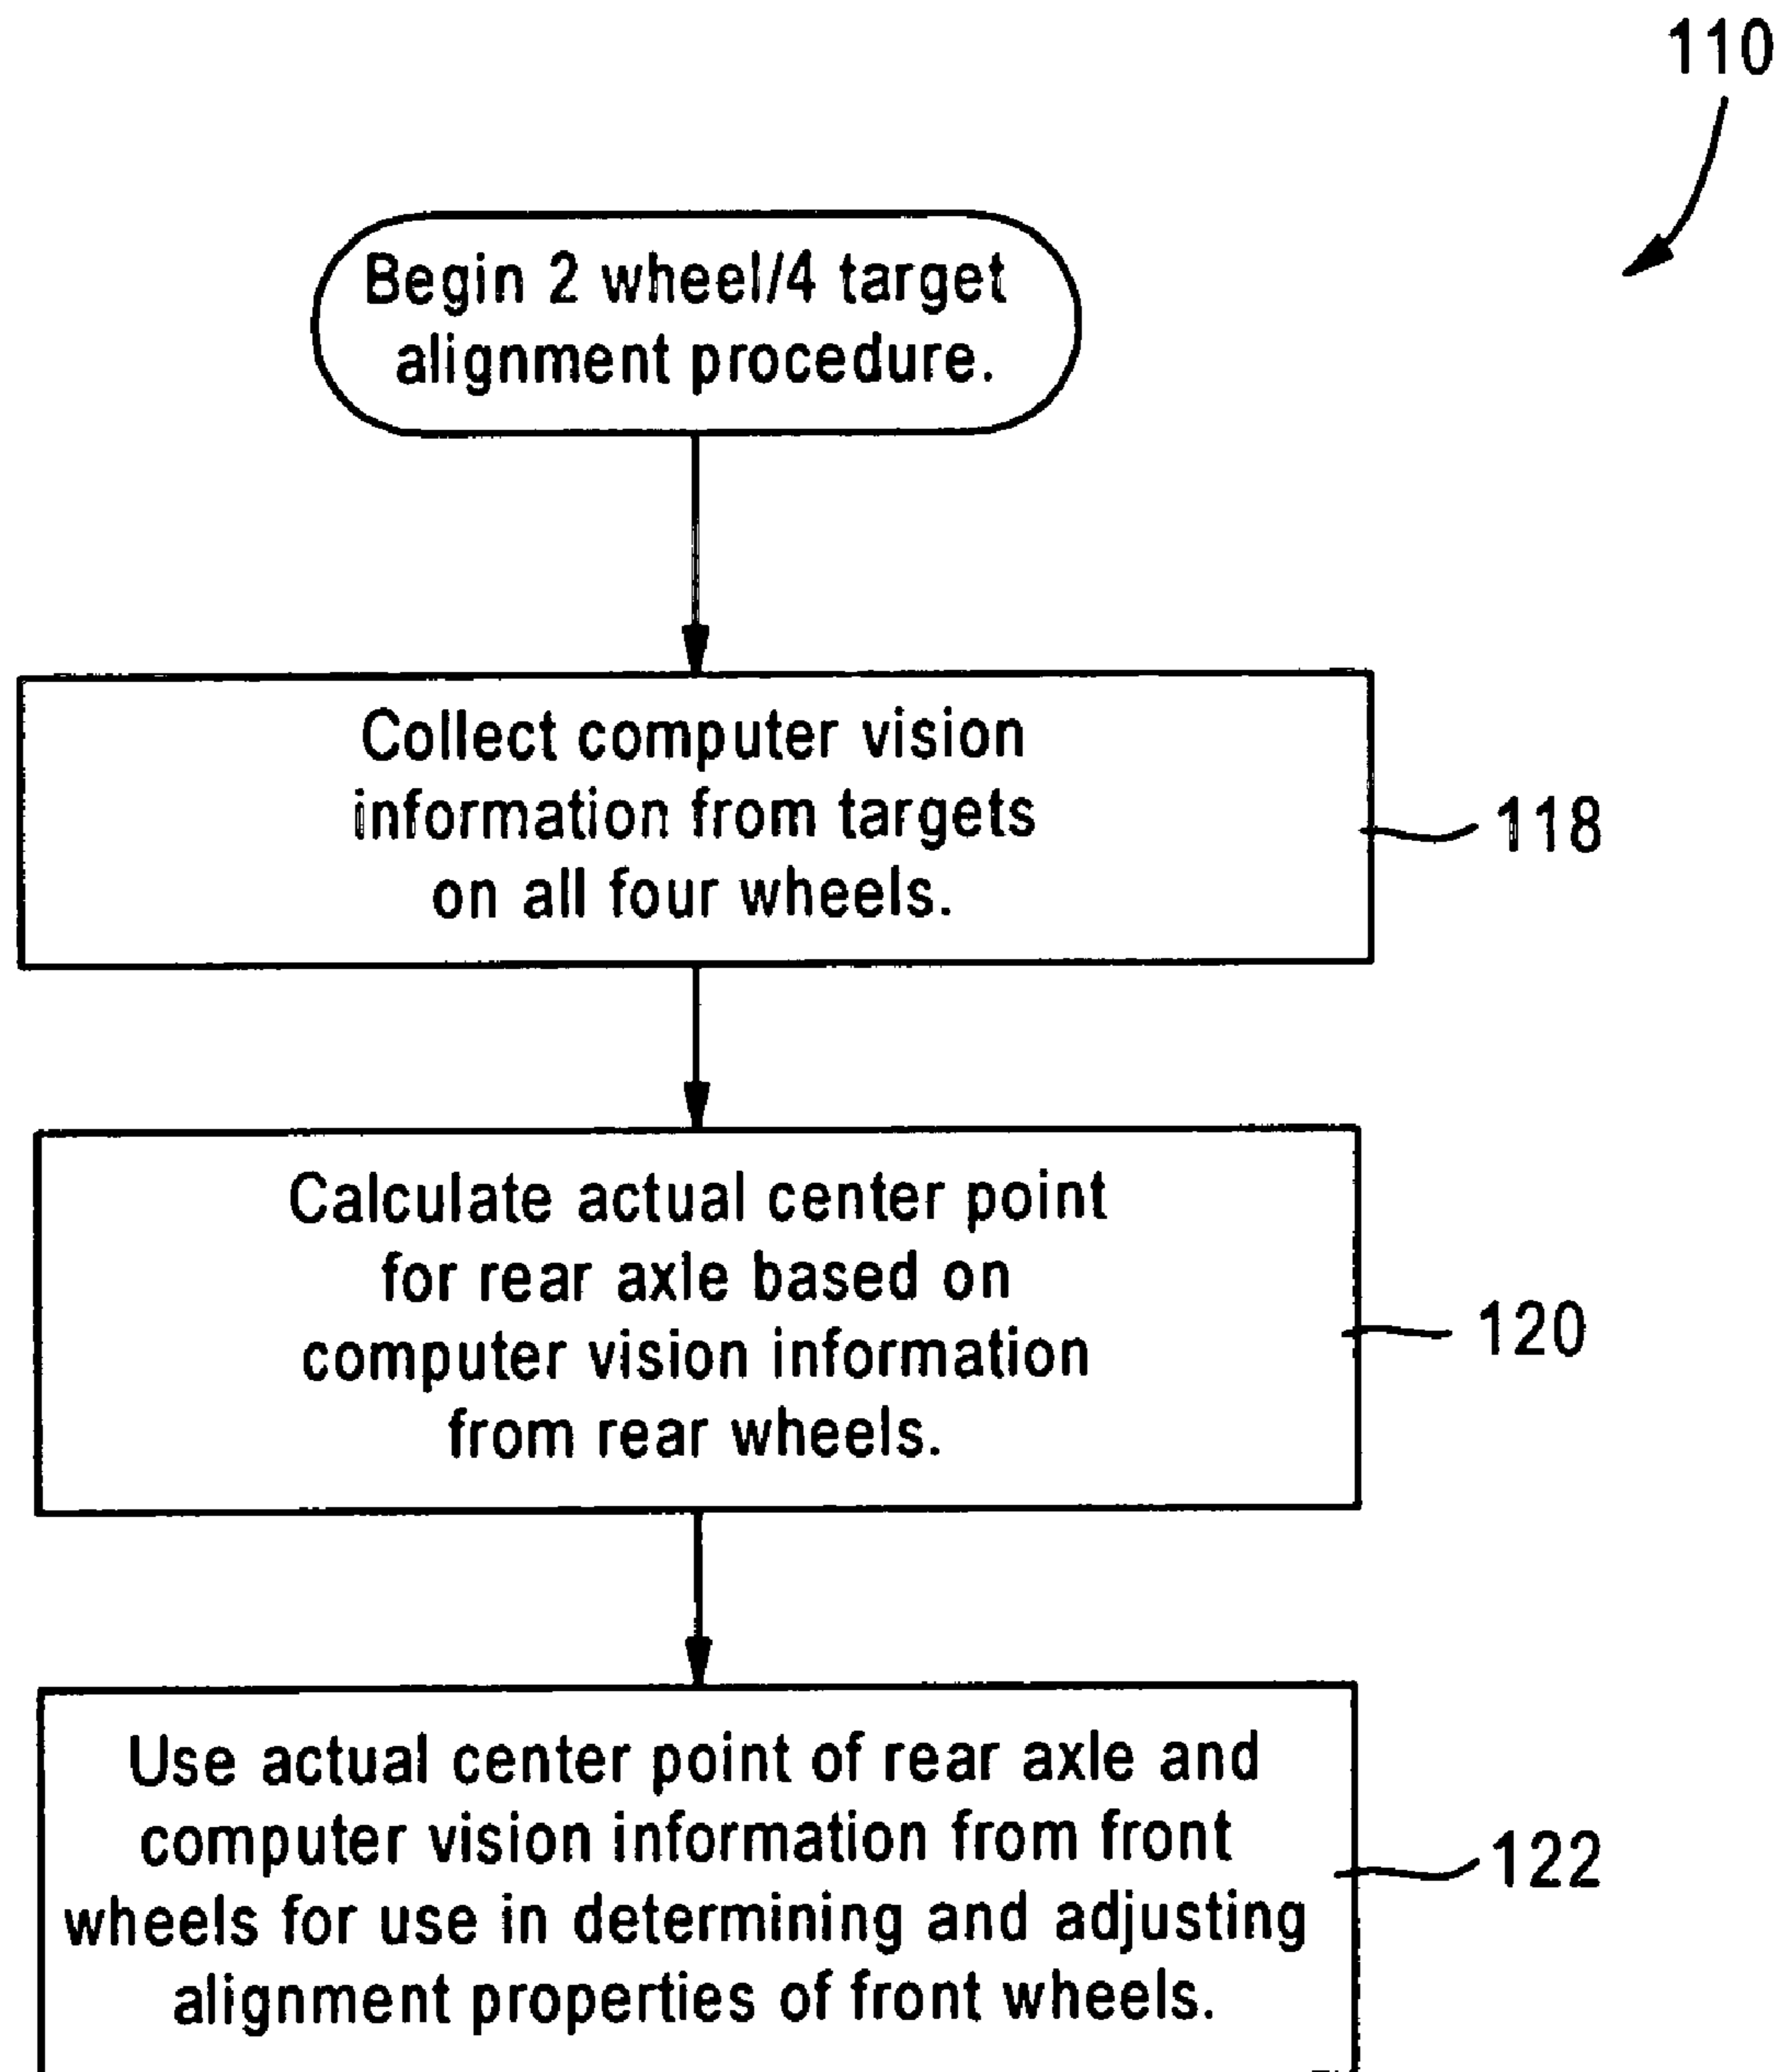 110
Begin 2 wheel/4 target
alignment procedure.
Collect computer vision
information from targets
on all four wheels.
118
Calculate actual center point
for rear axle based on
computer vision information
from rear wheels.
120
Use actual center point of rear axle and
computer vision information from front
wheels for use in determining and adjusting
alignment properties of front wheels.
122